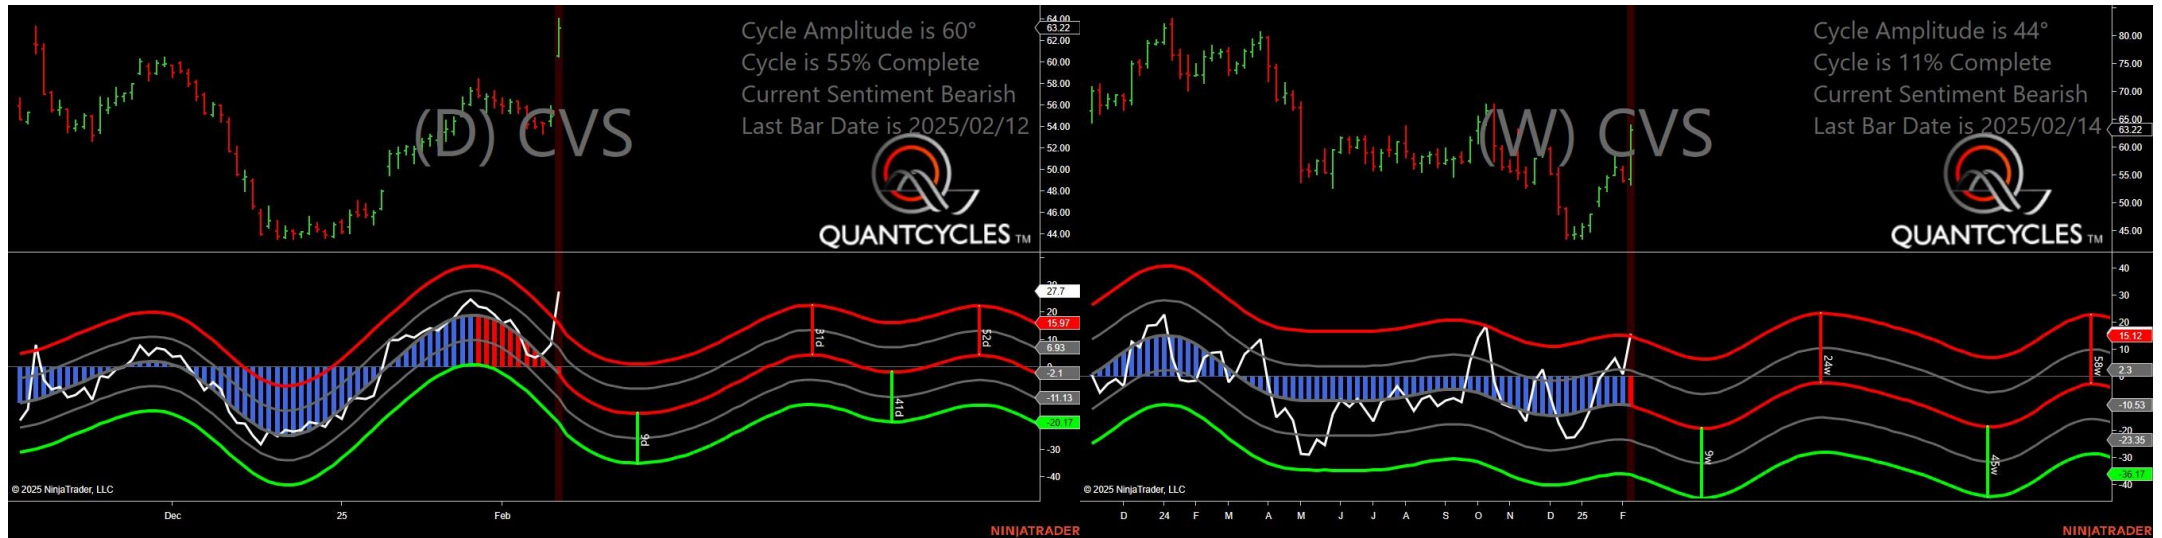 Cycle Amplitude is 60°
Cycle is 55% Complete
Current Sentiment Bearish
Last Bar Date is 2025/02/12
(D) CVS
QUANTCYCLES TM
64.00
63.22
62.00
60.00
58.00
56.00
54.00
52.00
50.00
48.00
46.00
44.00
27.7
20
15.97
10
6.93
0
-2.1
-11.13
-20.17
-30
-40
9d
31d
41d
52d
© 2025 NinjaTrader, LLC
Dec
25
Feb
NINJATRADER
Cycle Amplitude is 44°
Cycle is 11% Complete
Current Sentiment Bearish
Last Bar Date is 2025/02/14
(W) CVS
QUANTCYCLES TM
80.00
75.00
70.00
65.00
63.22
60.00
55.00
50.00
45.00
40
30
20
15.12
10
2.3
0
-10.53
-20
-23.35
-30
-36.17
-40
9w
24w
45w
58w
© 2025 NinjaTrader, LLC
D 24 F M A M J J A S O N D 25 F
NINJATRADER